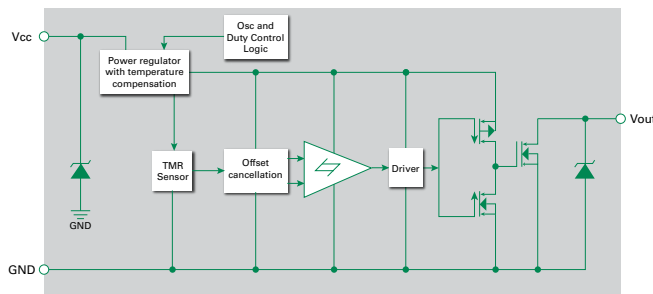 Osc and
Duty Control
Logic
Vcc
Power regulator
with temperature
compensation
Vout
TMR
Sensor
Offset
cancellation
Driver
GND
GND